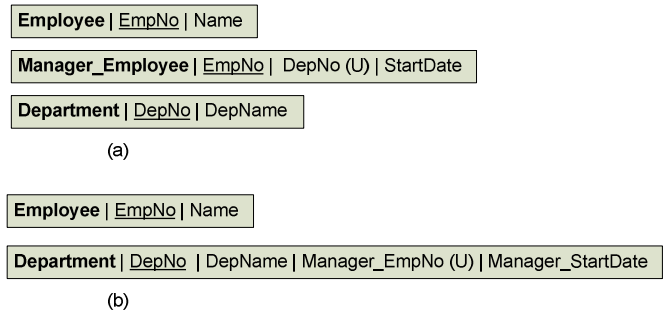 Employee | EmpNo | Name
Manager_Employee | EmpNo | DepNo (U) | StartDate
Department | DepNo | DepName
(a)
Employee | EmpNo | Name
Department | DepNo | DepName | Manager_EmpNo (U) | Manager_StartDate
(b)